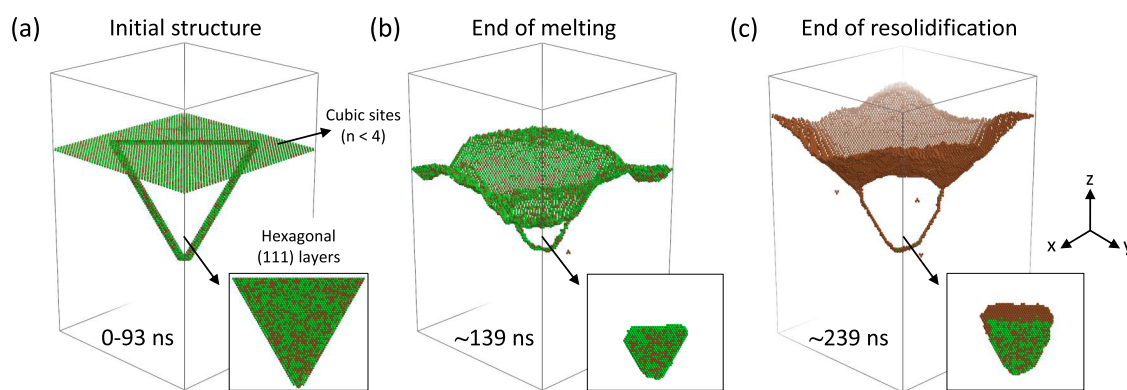 (a) Initial structure
(b) End of melting
(c) End of resolidification
Cubic sites
(n < 4)
Hexagonal
(111) layers
0-93 ns
~139 ns
~239 ns
z
x
y